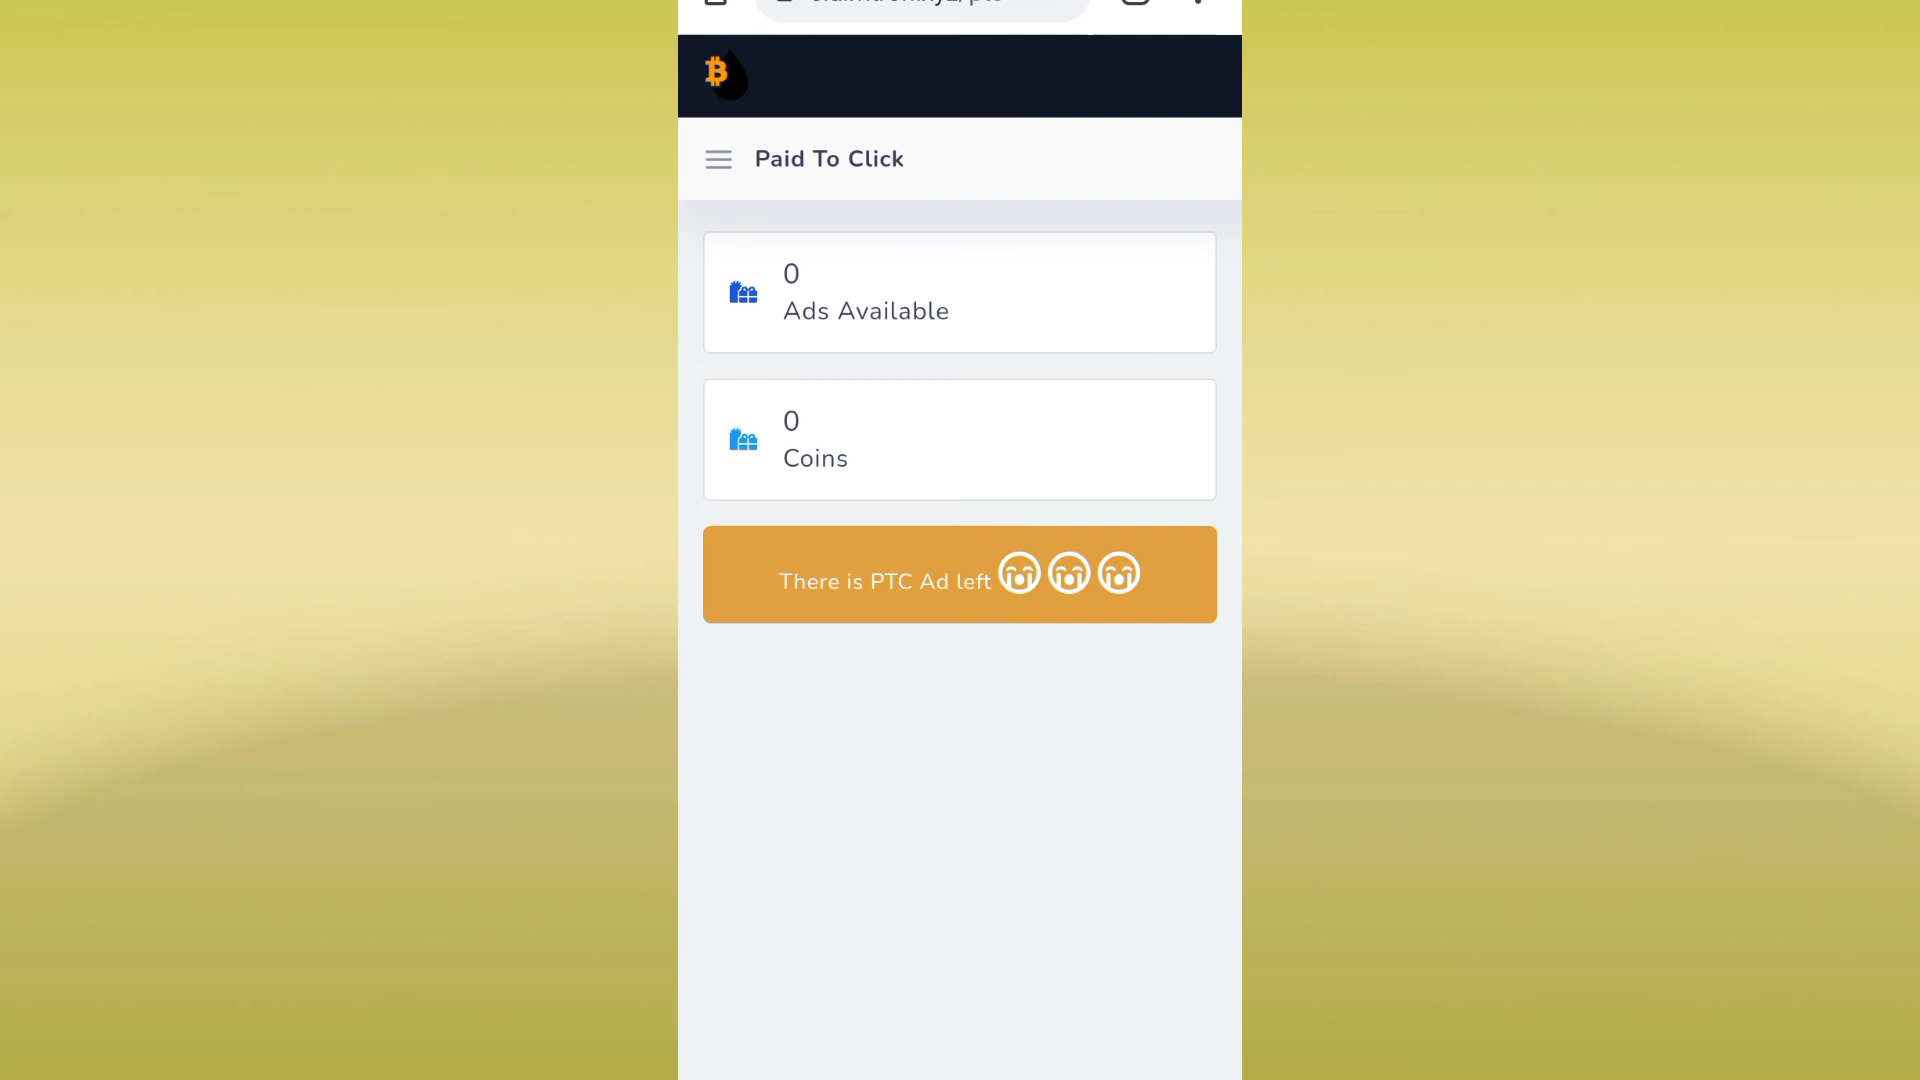 Paid To Click
0
Ads Available
0
Coins
There is PTC Ad left